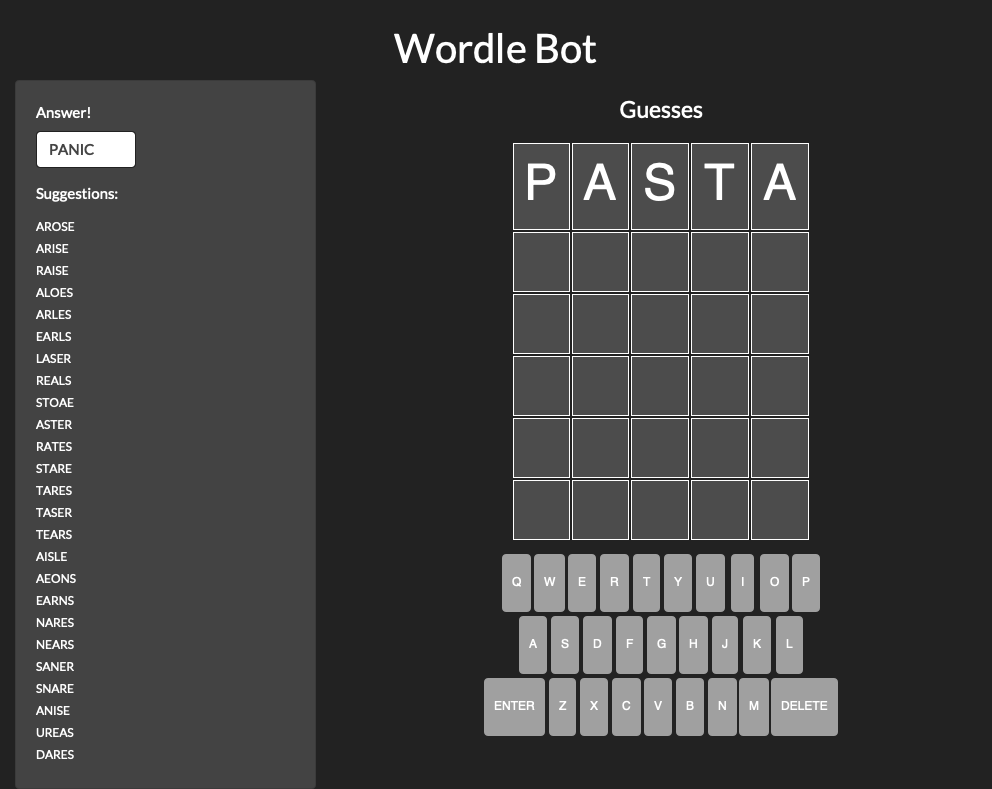 Wordle Bot
Answer!
PANIC
Suggestions:
AROSE
ARISE
RAISE
ALOES
ARLES
EARLS
LASER
REALS
STOAE
ASTER
RATES
STARE
TARES
TASER
TEARS
AISLE
AEONS
EARNS
NARES
NEARS
SANER
SNARE
ANISE
UREAS
DARES
Guesses
P A S T A
Q W E R T Y U I O P
A S D F G H J K L
ENTER Z X C V B N M DELETE